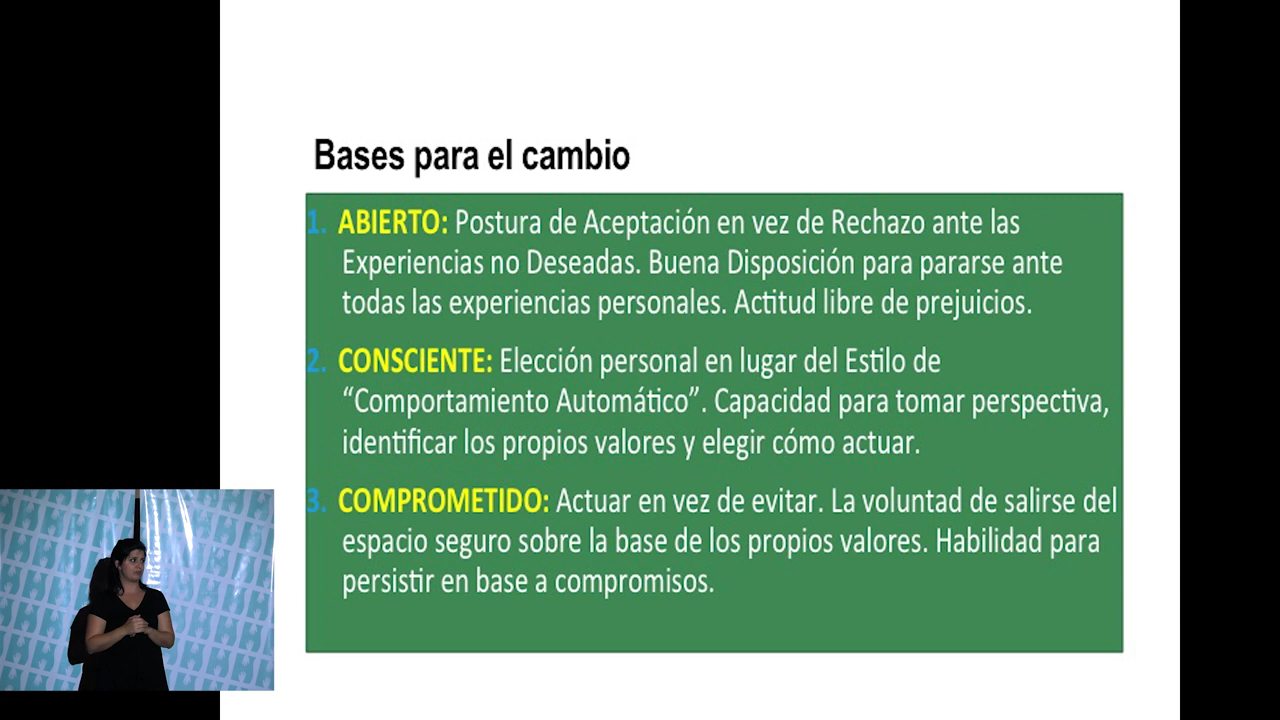 Bases para el cambio
1. ABIERTO: Postura de Aceptación en vez de Rechazo ante las
Experiencias no Deseadas. Buena Disposición para pararse ante
todas las experiencias personales. Actitud libre de prejuicios.
2. CONSCIENTE: Elección personal en lugar del Estilo de
“Comportamiento Automático”. Capacidad para tomar perspectiva,
identificar los propios valores y elegir cómo actuar.
3. COMPROMETIDO: Actuar en vez de evitar. La voluntad de salirse del
espacio seguro sobre la base de los propios valores. Habilidad para
persistir en base a compromisos.